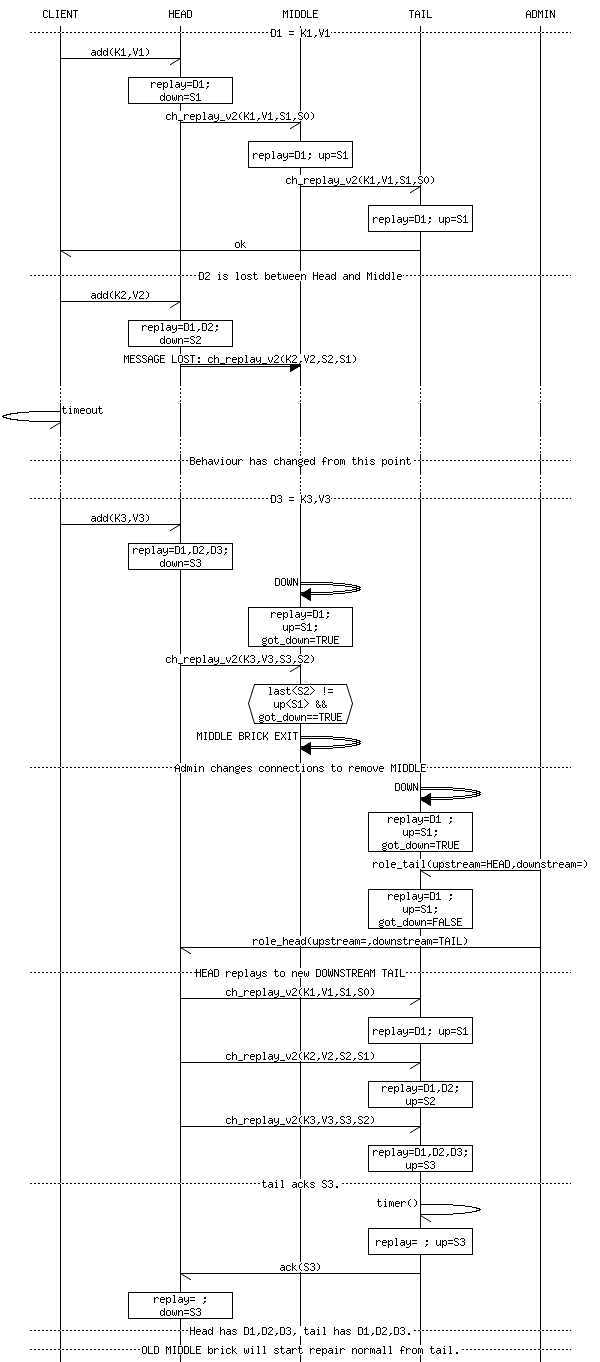 CLIENT HEAD MIDDLE TAIL ADMIN
D1 = K1,V1
add(K1,V1)
replay=D1;
down=S1
ch_replay_v2(K1,V1,S1,S0)
replay=D1; up=S1
ch_replay_v2(K1,V1,S1,S0)
replay=D1; up=S1
ok
D2 is lost between Head and Middle
add(K2,V2)
replay=D1,D2;
down=S2
MESSAGE LOST: ch_replay_v2(K2,V2,S2,S1)
timeout
Behaviour has changed from this point
D3 = K3,V3
add(K3,V3)
replay=D1,D2,D3;
down=S3
DOWN
replay=D1;
up=S1;
got_down=TRUE
ch_replay_v2(K3,V3,S3,S2)
last<S2> !=
up<S1> &&
got_down==TRUE
MIDDLE BRICK EXIT
Admin changes connections to remove MIDDLE
DOWN
replay=D1 ;
up=S1;
got_down=TRUE
role_tail(upstream=HEAD,downstream=)
replay=D1 ;
up=S1;
got_down=FALSE
role_head(upstream=,downstream=TAIL)
HEAD replays to new DOWNSTREAM TAIL
ch_replay_v2(K1,V1,S1,S0)
replay=D1; up=S1
ch_replay_v2(K2,V2,S2,S1)
replay=D1,D2;
up=S2
ch_replay_v2(K3,V3,S3,S2)
replay=D1,D2,D3;
up=S3
tail acks S3.
timer()
replay= ; up=S3
ack(S3)
replay= ;
down=S3
Head has D1,D2,D3, tail has D1,D2,D3.
OLD MIDDLE brick will start repair normall from tail.